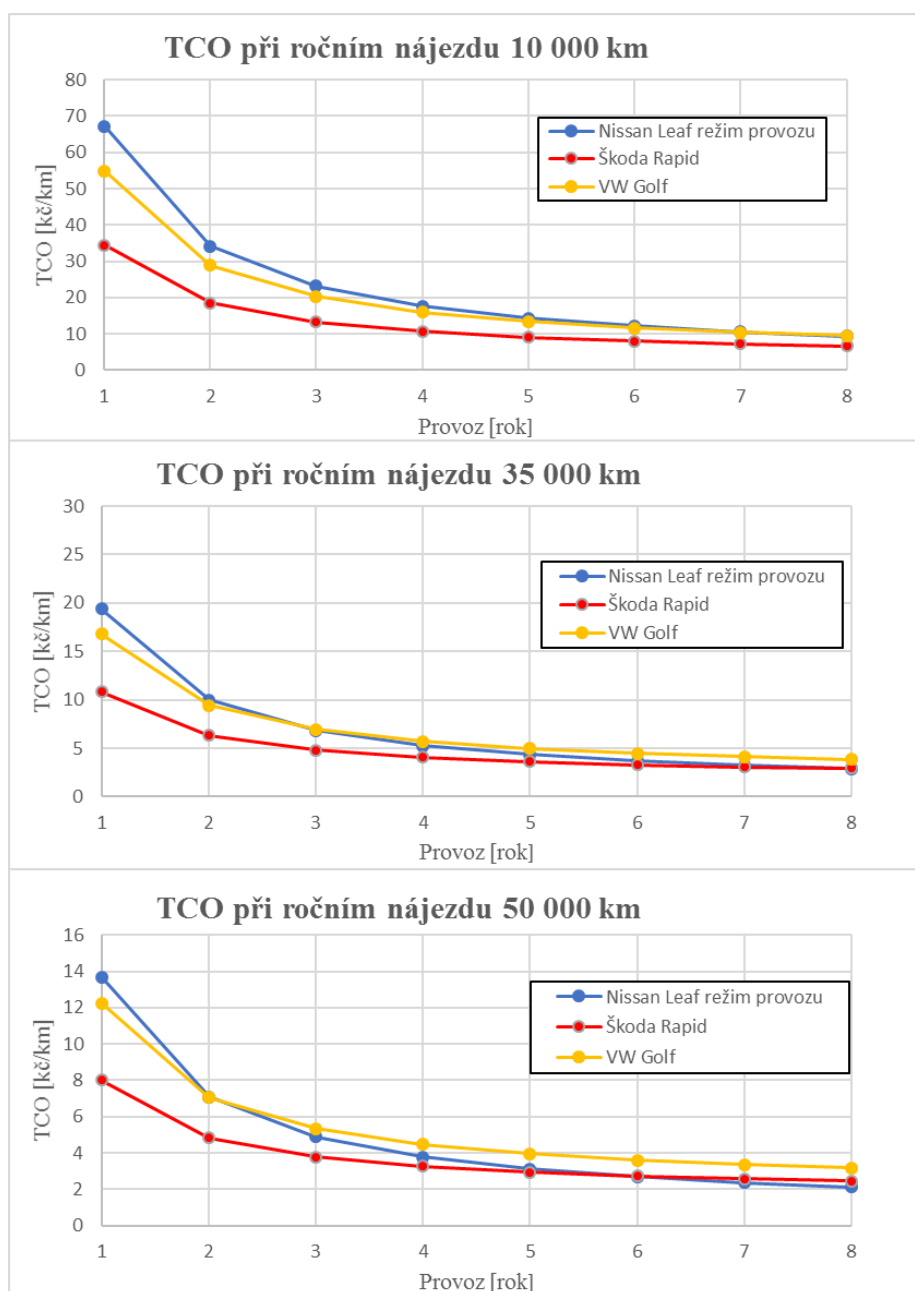 TCO při ročním nájezdu 10 000 km
80
70
60
50
40
30
20
10
0
TCO [kč/km]
Nissan Leaf režim provozu
Škoda Rapid
VW Golf
1 2 3 4 5 6 7 8
Provoz [rok]
TCO při ročním nájezdu 35 000 km
30
25
20
15
10
5
0
TCO [kč/km]
Nissan Leaf režim provozu
Škoda Rapid
VW Golf
1 2 3 4 5 6 7 8
Provoz [rok]
TCO při ročním nájezdu 50 000 km
16
14
12
10
8
6
4
2
0
TCO [kč/km]
Nissan Leaf režim provozu
Škoda Rapid
VW Golf
1 2 3 4 5 6 7 8
Provoz [rok]